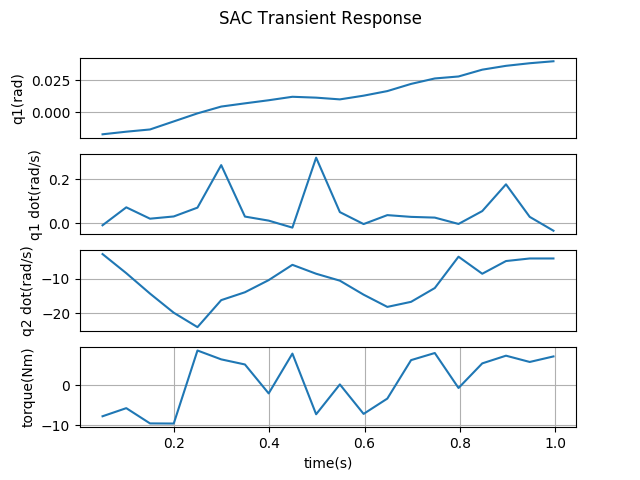 SAC Transient Response
q1(rad)
0.025
0.000
q1 dot(rad/s)
0.2
0.0
q2 dot(rad/s)
−10
−20
torque(Nm)
0
−10
0.2 0.4 0.6 0.8 1.0
time(s)